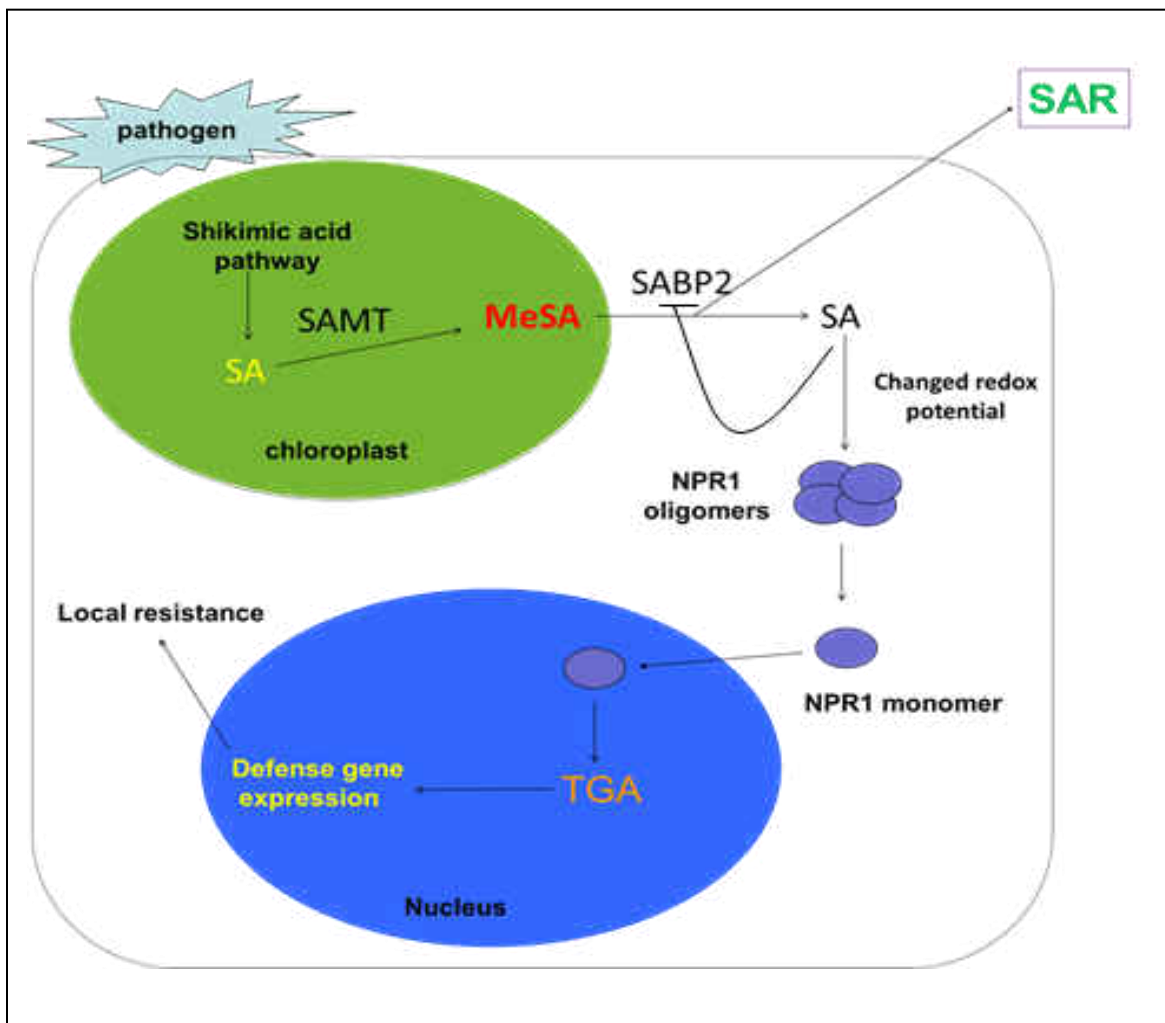 SAR
pathogen
Shikimic acid
pathway
SAMT
SA
MeSA
chloroplast
SABP2
SA
Changed redox
potential
NPR1
oligomers
NPR1 monomer
TGA
Defense gene
expression
Local resistance
Nucleus